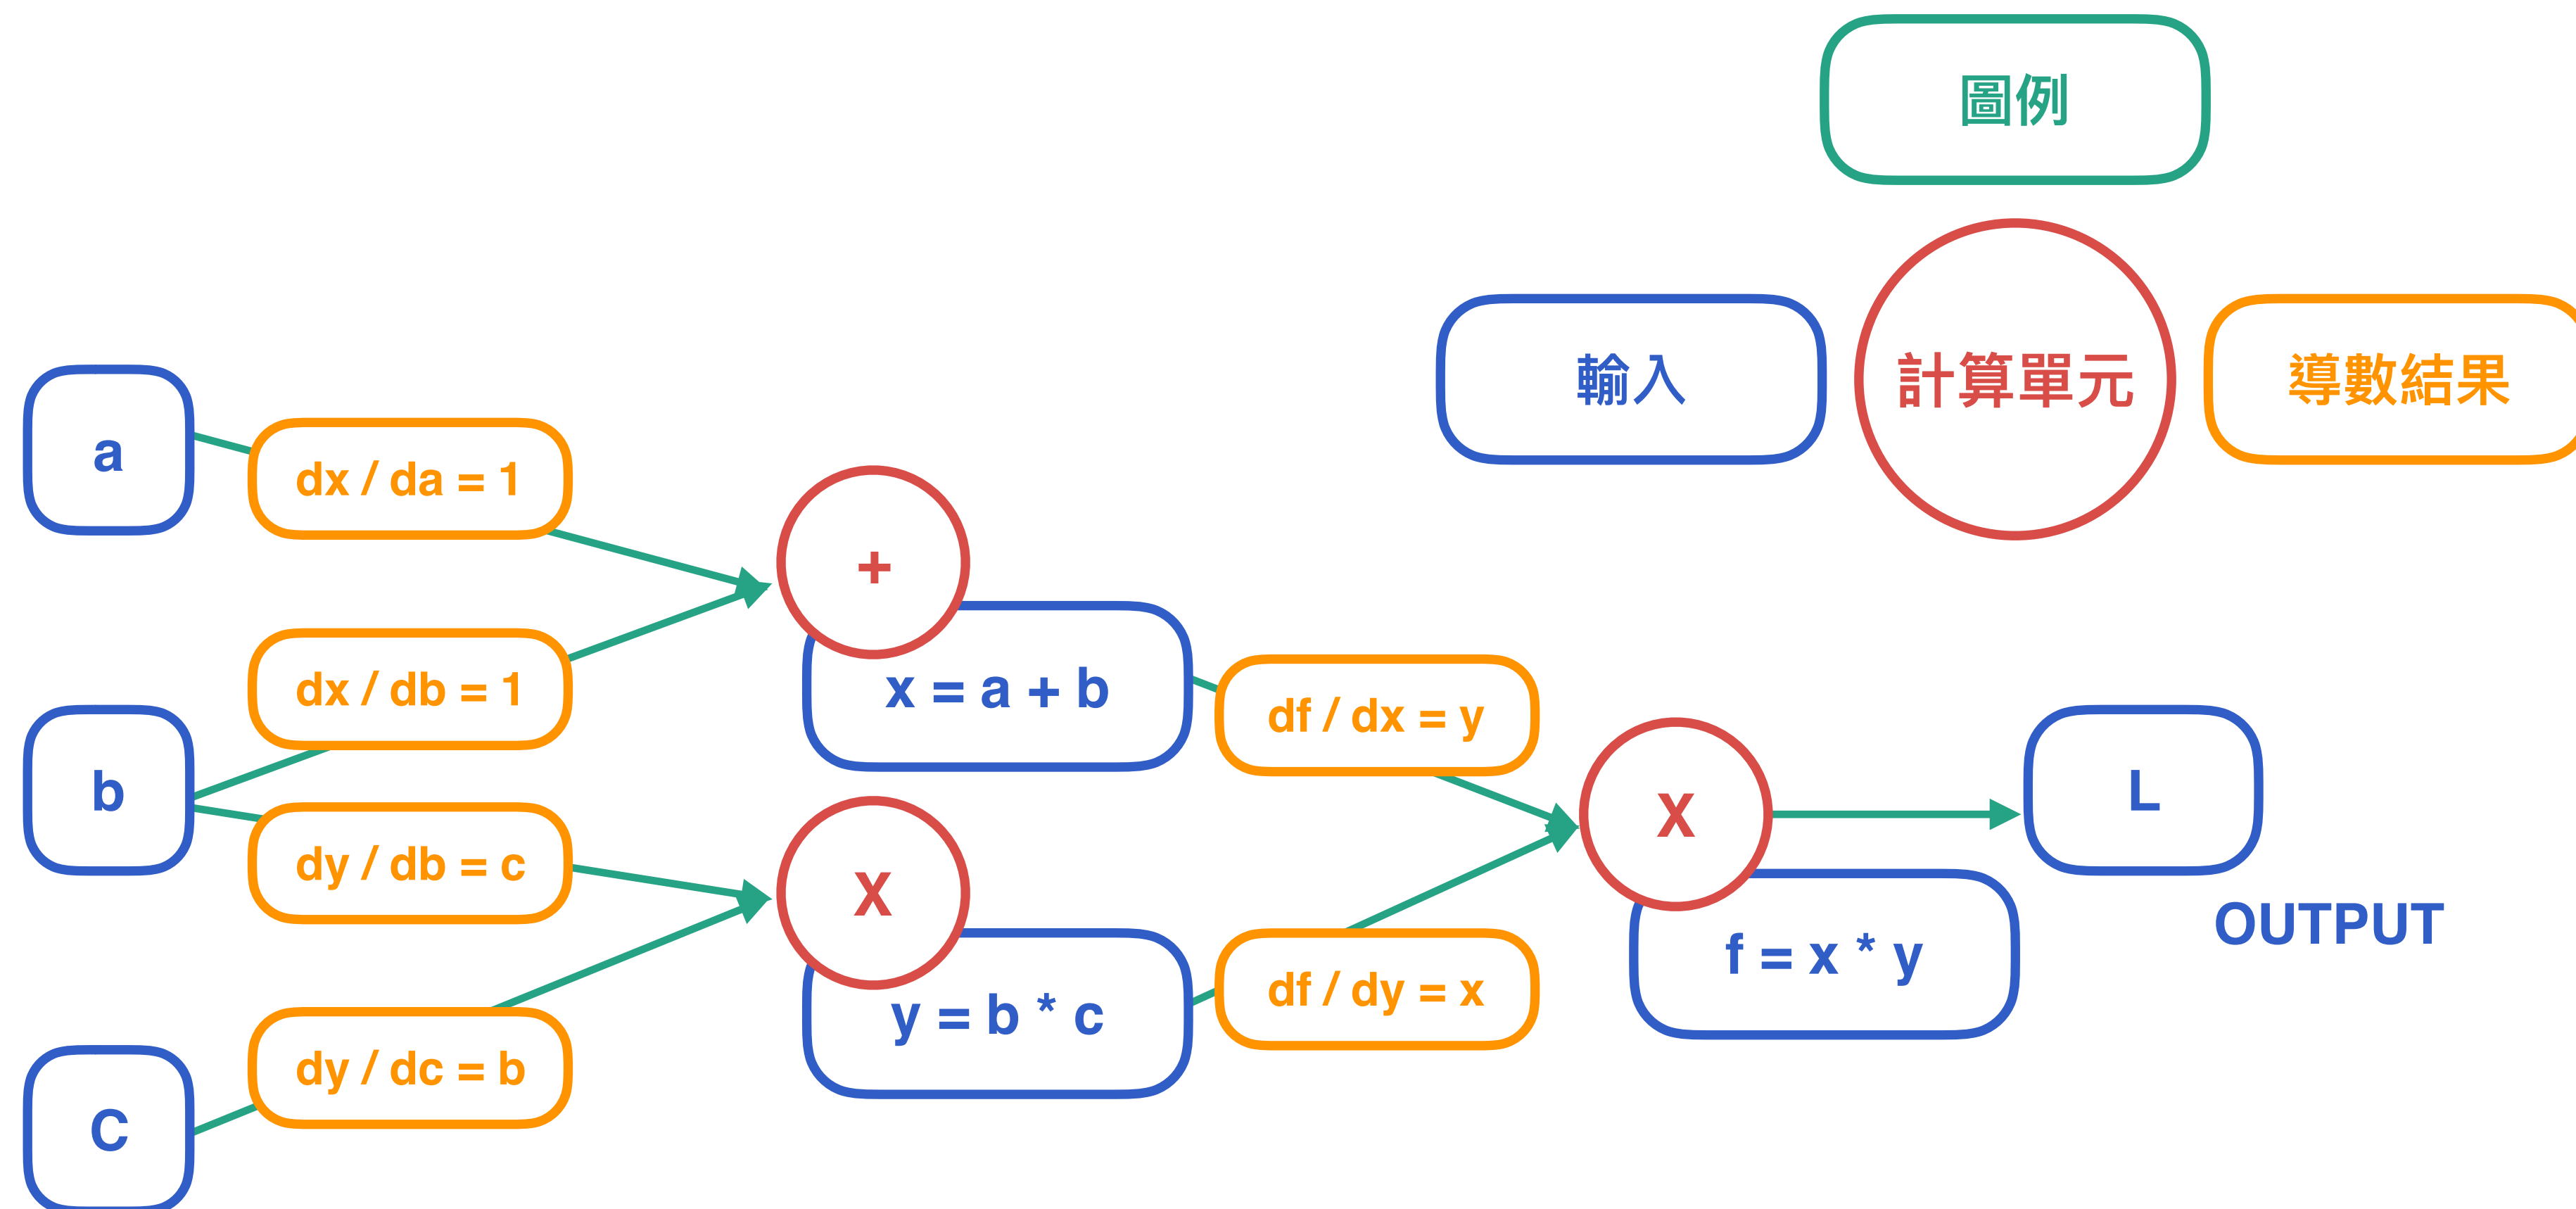 圖例
輸入
計算單元
導數結果
a
dx / da = 1
+
dx / db = 1
x = a + b
df / dx = y
b
X
L
dy / db = c
X
OUTPUT
f = x * y
df / dy = x
y = b * c
dy / dc = b
C